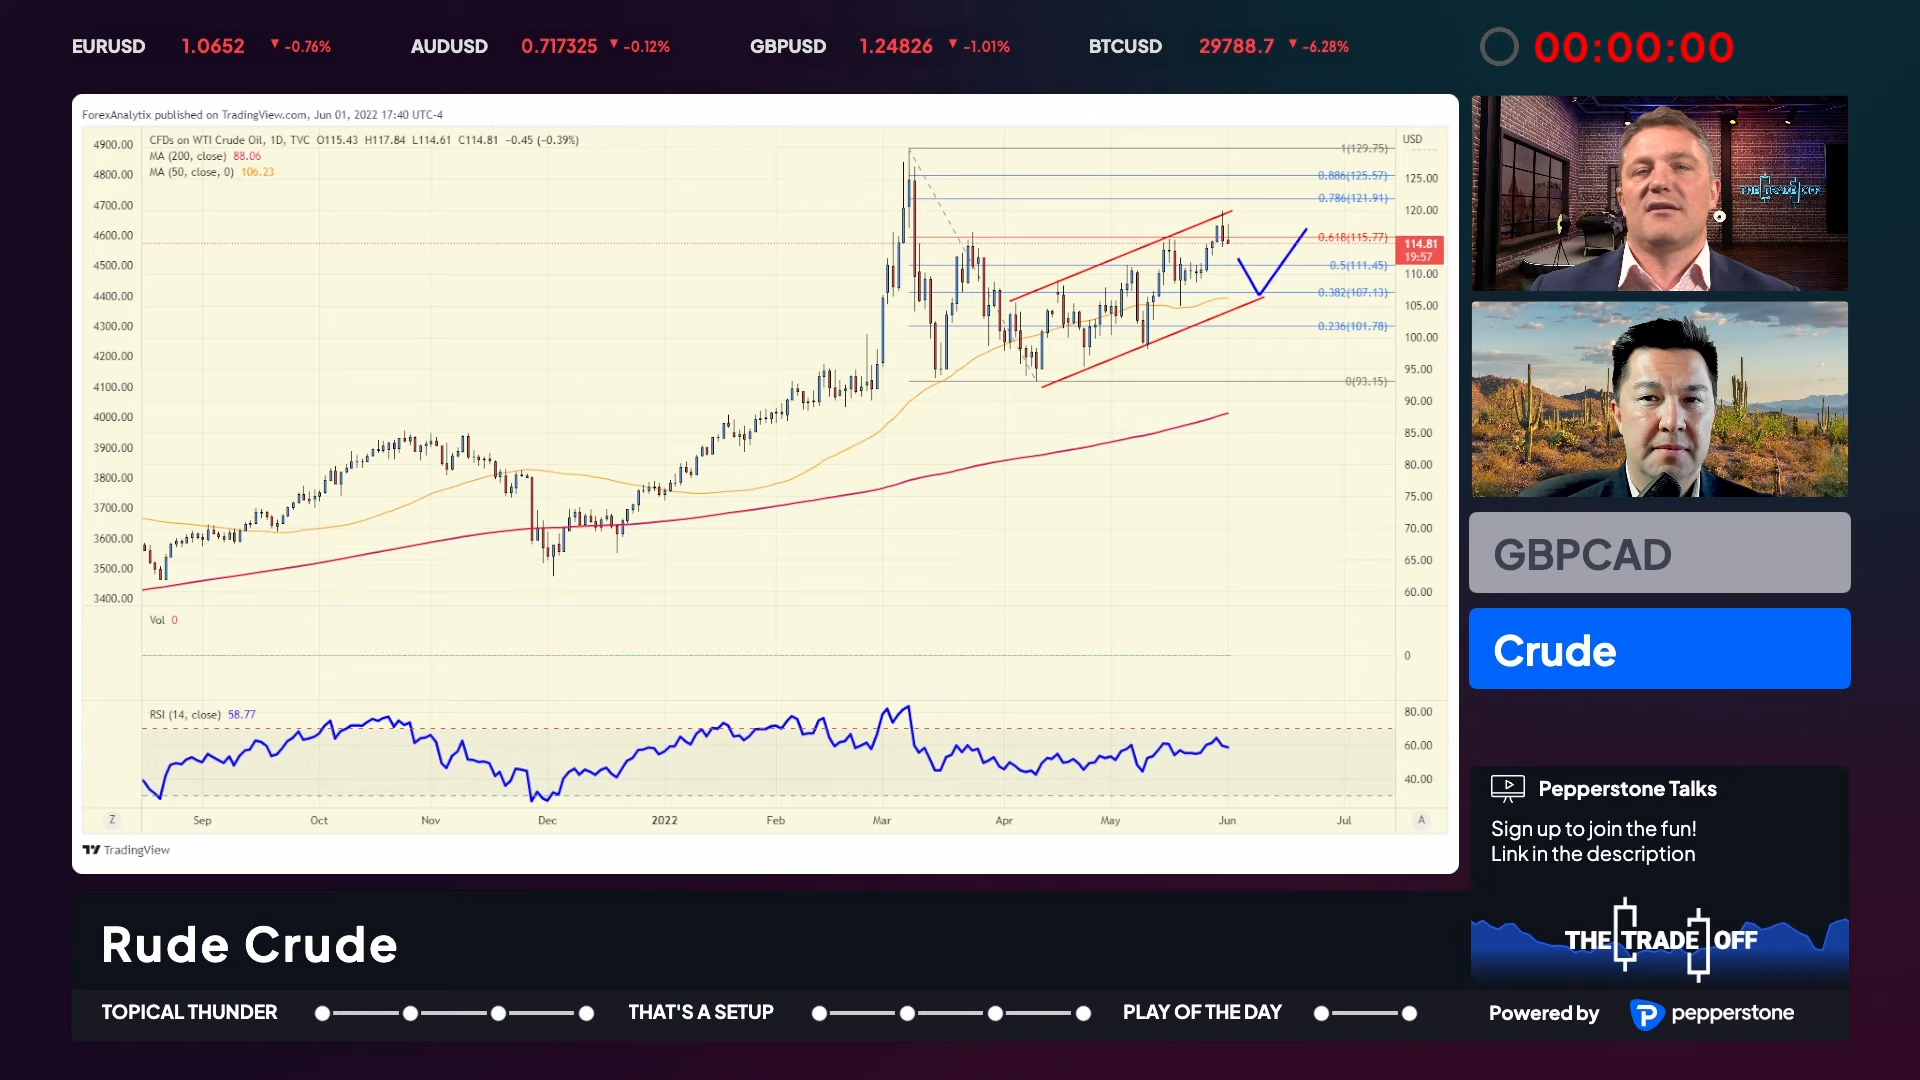 EURUSD 1.0652 ▼ -0.76% AUDUSD 0.717325 ▼ -0.12% GBPUSD 1.24826 ▼ -1.01% BTCUSD 29788.7 ▼ -6.28% 00:00:00
ForexAnalytix published on TradingView.com, Jun 01, 2022 17:40 UTC-4
CFDs on WTI Crude Oil, 1D, TVC O115.43 H117.84 L114.61 C114.81 -0.45 (-0.39%)
MA (200, close) 88.06
MA (50, close, 0) 106.23
4900.00
4800.00
4700.00
4600.00
4500.00
4400.00
4300.00
4200.00
4100.00
4000.00
3900.00
3800.00
3700.00
3600.00
3500.00
3400.00
1(129.75)
0.886(125.57)
0.786(121.91)
0.618(115.77)
0.5(111.45)
0.382(107.13)
0.236(101.78)
0(93.15)
USD
125.00
120.00
114.81
19:57
110.00
105.00
100.00
95.00
90.00
85.00
80.00
75.00
70.00
65.00
60.00
Vol 0
0
RSI (14, close) 58.77
80.00
60.00
40.00
Z Sep Oct Nov Dec 2022 Feb Mar Apr May Jun Jul A
TradingView
THE TRADE OFF
GBPCAD
Crude
Pepperstone Talks
Sign up to join the fun!
Link in the description
THE TRADE OFF
Rude Crude
TOPICAL THUNDER THAT'S A SETUP PLAY OF THE DAY
Powered by pepperstone